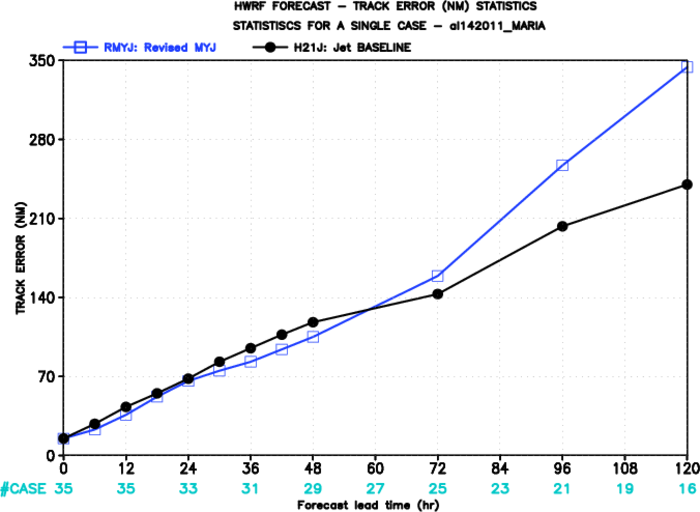 HWRF FORECAST – TRACK ERROR (NM) STATISTICS
STATISTISCS FOR A SINGLE CASE – al142011_MARIA
RMYJ: Revised MYJ H21J: Jet BASELINE
350
280
210
140
70
0
TRACK ERROR (NM)
0 12 24 36 48 60 72 84 96 108 120
#CASE 35 35 33 31 29 27 25 23 21 19 16
Forecast lead time (hr)